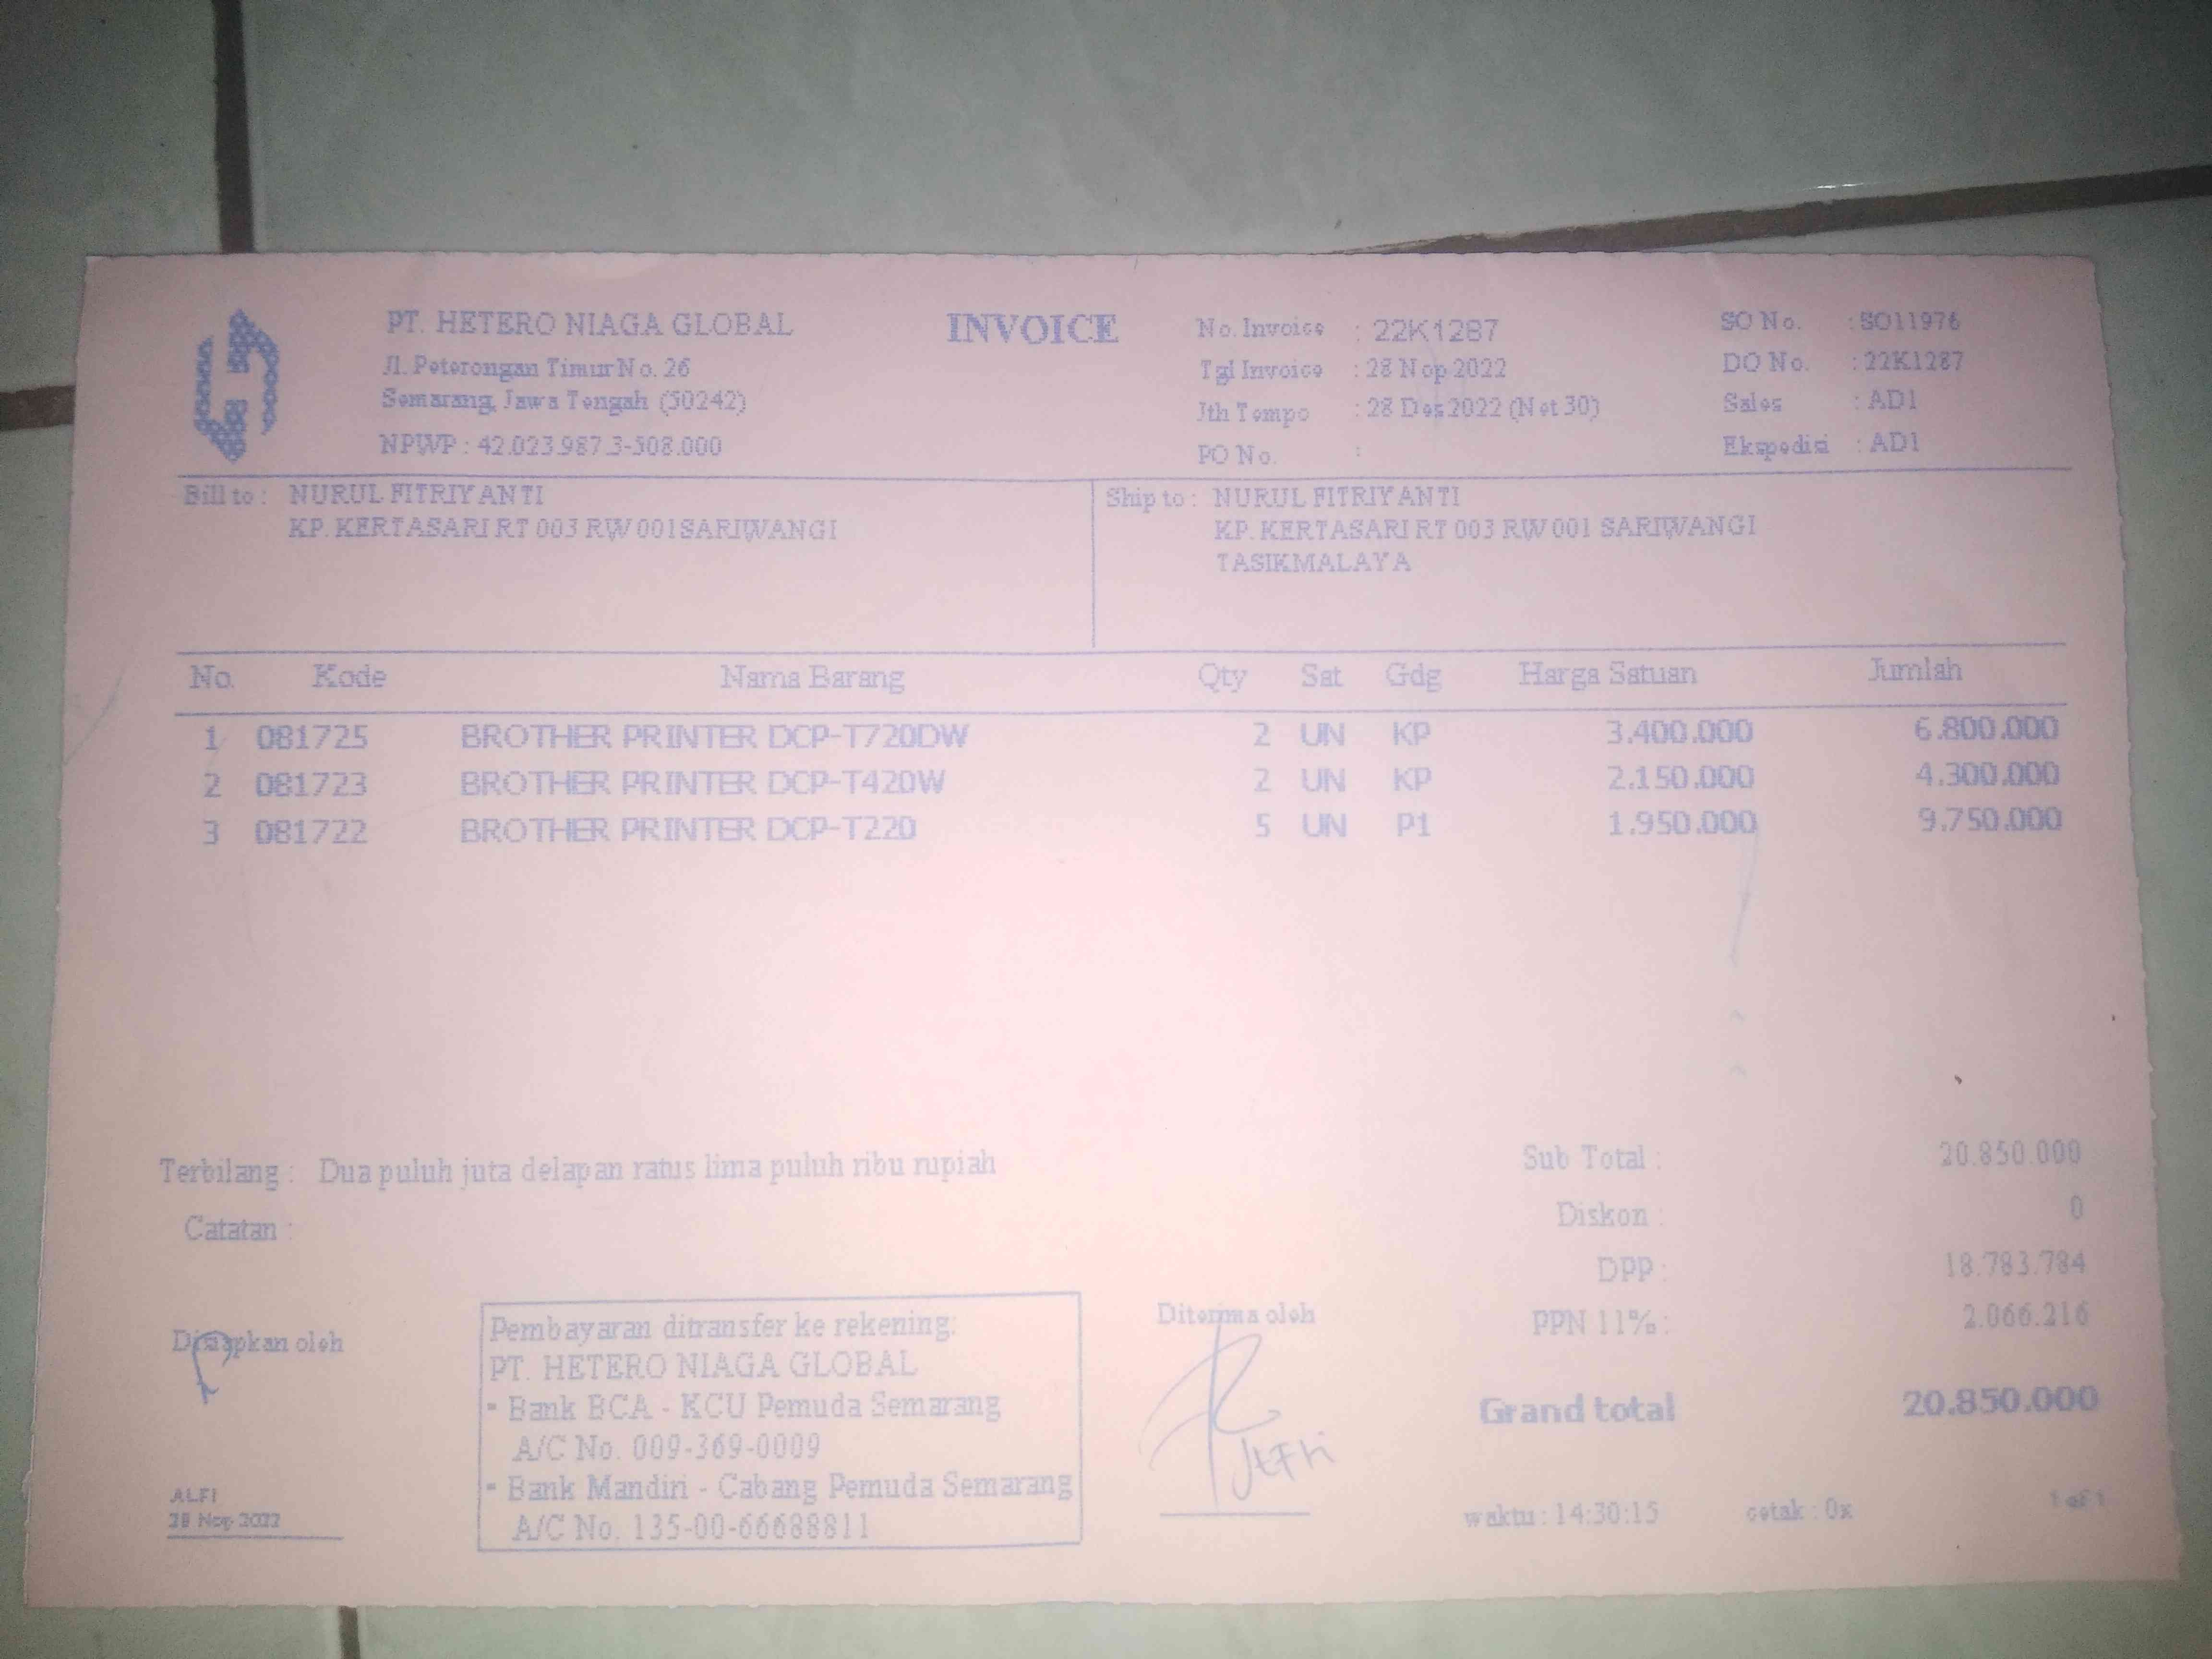 PT. HETERO NIAGA GLOBAL
Jl. Peterongan Timur No. 26
Semarang, Jawa Tengah (50242)
NPWP : 42.023.987.3-508.000
INVOICE
No. Invoice : 22K1287
Tgl Invoice : 28 Nop 2022
Jth Tempo : 28 Des 2022 (Net 30)
PO No. :
SO No. : SO11976
DO No. : 22K1287
Sales : AD1
Ekspedisi : AD1
Bill to : NURUL FITRIYANTI
KP. KERTASARI RT 003 RW 001 SARIWANGI
Ship to : NURUL FITRIYANTI
KP. KERTASARI RT 003 RW 001 SARIWANGI
TASIKMALAYA
No. Kode Nama Barang Qty Sat Gdg Harga Satuan Jumlah
1 081725 BROTHER PRINTER DCP-T720DW 2 UN KP 3.400.000 6.800.000
2 081723 BROTHER PRINTER DCP-T420W 2 UN KP 2.150.000 4.300.000
3 081722 BROTHER PRINTER DCP-T220 5 UN P1 1.950.000 9.750.000
Terbilang : Dua puluh juta delapan ratus lima puluh ribu rupiah
Catatan :
Sub Total : 20.850.000
Diskon : 0
DPP : 18.783.784
PPN 11% : 2.066.216
Grand total 20.850.000
Disiapkan oleh
ALFI
28 Nop 2022
Pembayaran ditransfer ke rekening:
PT. HETERO NIAGA GLOBAL
- Bank BCA - KCU Pemuda Semarang
A/C No. 009-369-0009
- Bank Mandiri - Cabang Pemuda Semarang
A/C No. 135-00-66688811
Diterima oleh
waktu : 14:30:15 cetak : 0x 1 of 1